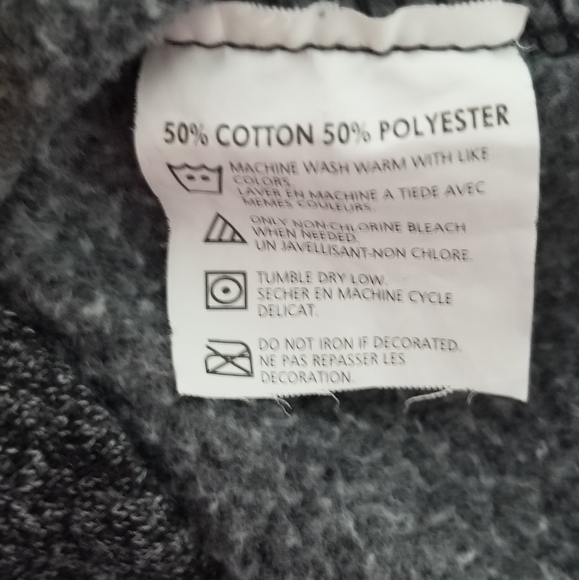 50% COTTON 50% POLYESTER
MACHINE WASH WARM WITH LIKE
COLORS.
LAVER EN MACHINE A TIEDE AVEC
MEMES COULEURS.
ONLY NON-CHLORINE BLEACH
WHEN NEEDED.
UN JAVELLISANT-NON CHLORE.
TUMBLE DRY LOW.
SECHER EN MACHINE CYCLE
DELICAT.
DO NOT IRON IF DECORATED.
NE PAS REPASSER LES
DECORATION.